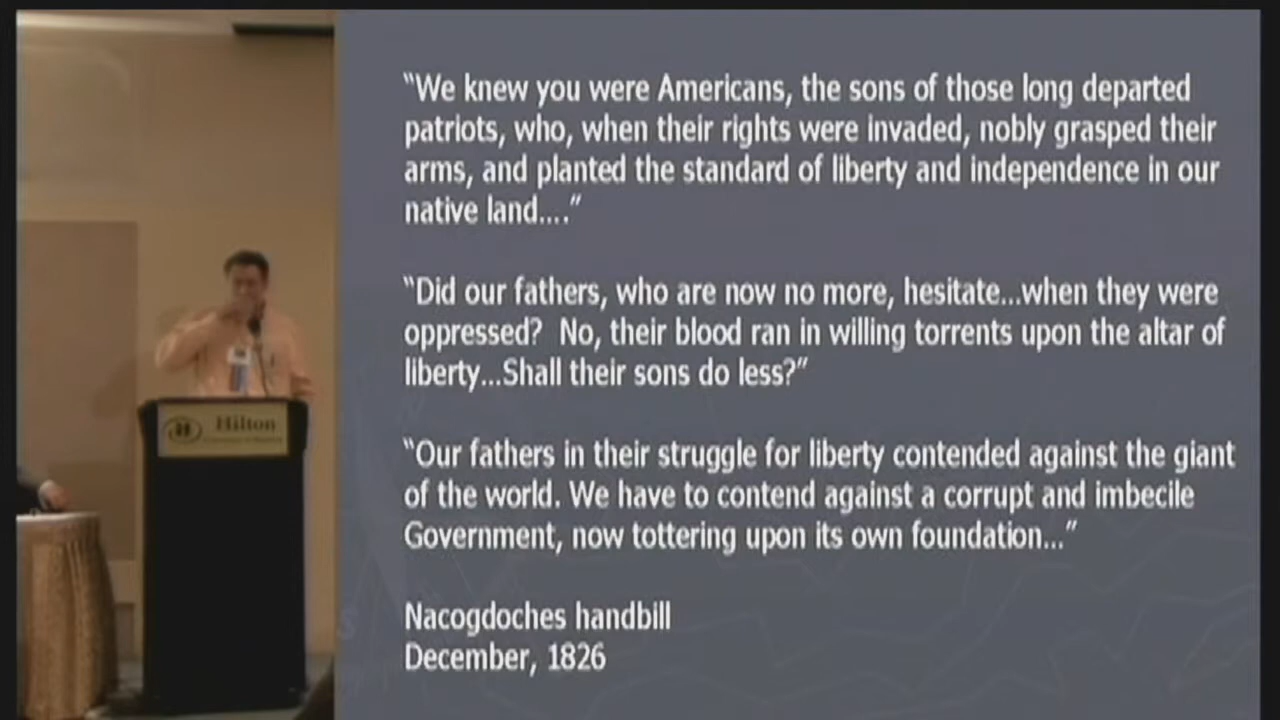 “We knew you were Americans, the sons of those long departed
patriots, who, when their rights were invaded, nobly grasped their
arms, and planted the standard of liberty and independence in our
native land....”
“Did our fathers, who are now no more, hesitate...when they were
oppressed?  No, their blood ran in willing torrents upon the altar of
liberty...Shall their sons do less?”
“Our fathers in their struggle for liberty contended against the giant
of the world. We have to contend against a corrupt and imbecile
Government, now tottering upon its own foundation...”
Nacogdoches handbill
December, 1826
Hilton